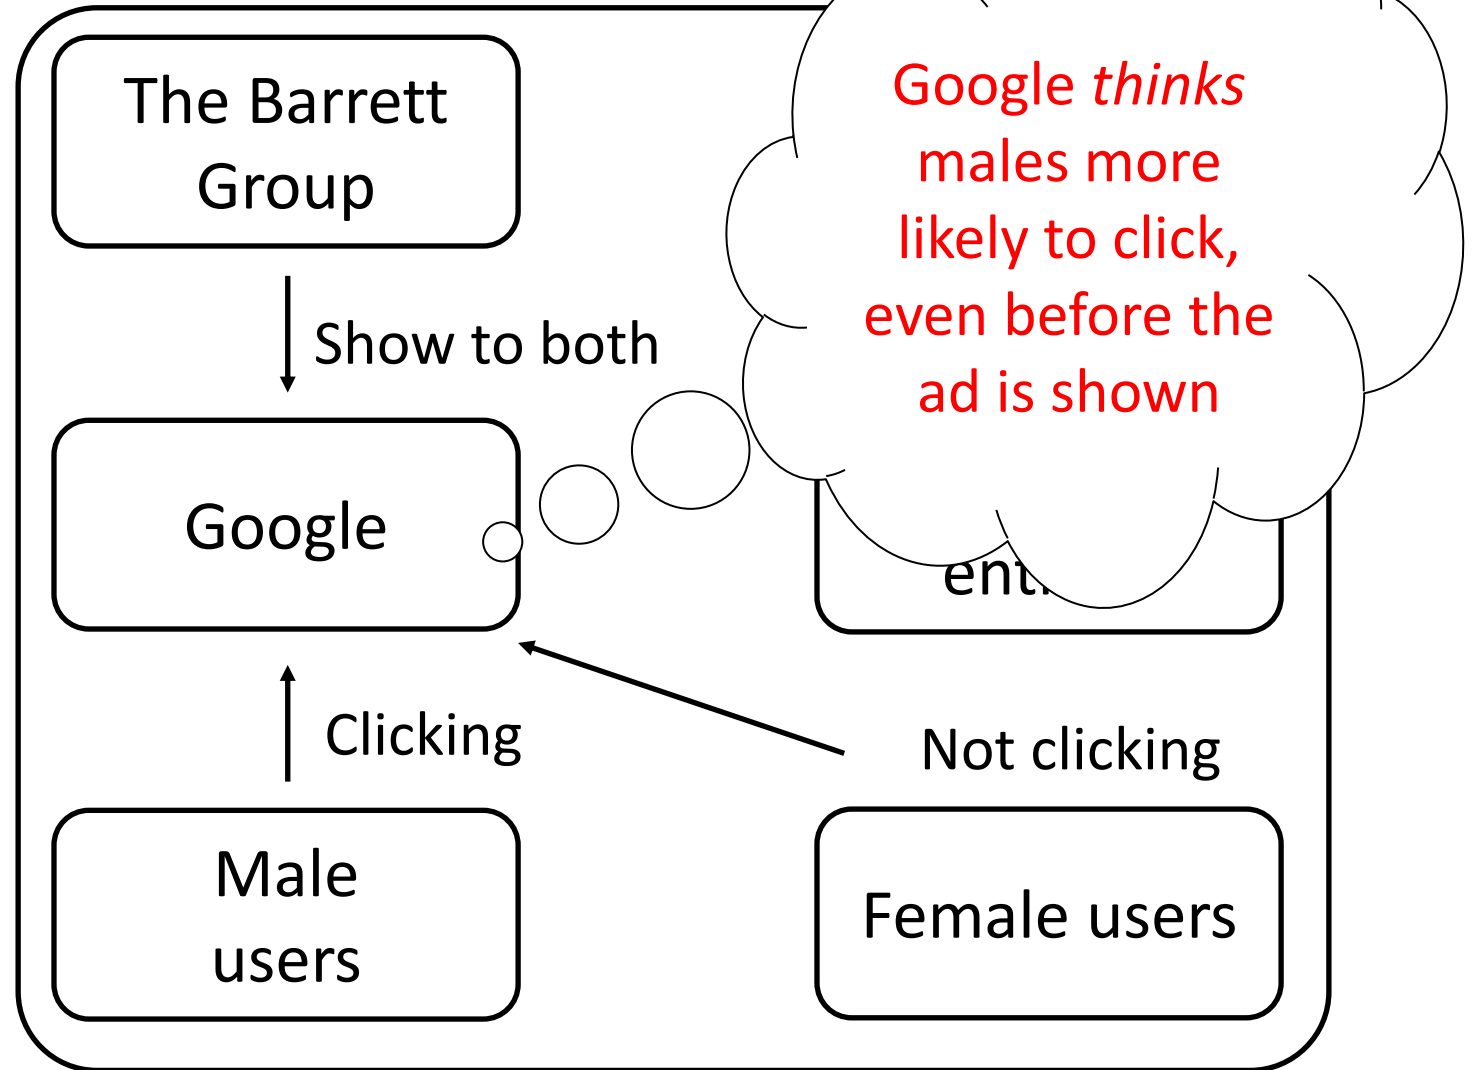 The Barrett
Group
Google thinks
males more
likely to click,
even before the
ad is shown
Show to both
Google
Clicking
Not clicking
Male
users
Female users